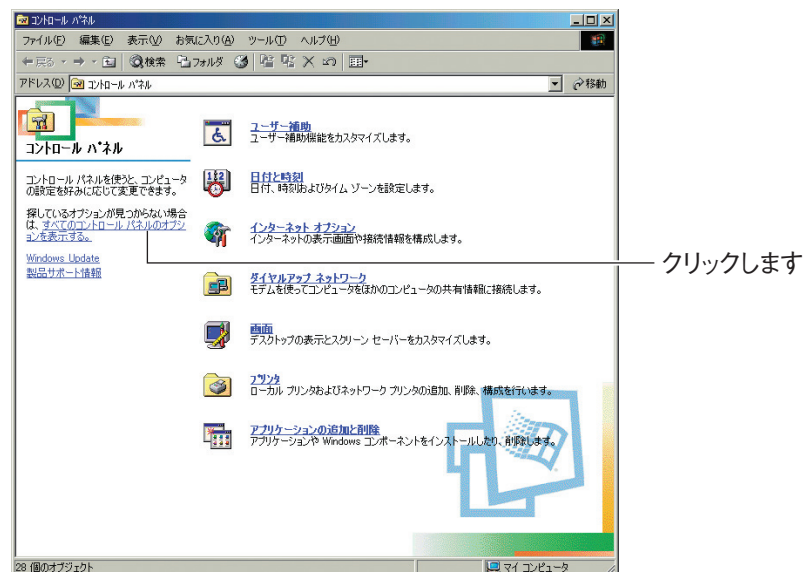 コントロール パネル
ファイル(F) 編集(E) 表示(V) お気に入り(A) ツール(T) ヘルプ(H)
戻る 検索 フォルダ
アドレス(D) コントロール パネル 移動
コントロール パネル
コントロール パネルを使うと、コンピュータ
の設定を好みに応じて変更できます。
探しているオプションが見つからない場合
は、すべてのコントロール パネルのオプシ
ョンを表示する。
Windows Update
製品サポート情報
ユーザー補助
ユーザー補助機能をカスタマイズします。
日付と時刻
日付、時刻およびタイム ゾーンを設定します。
インターネット オプション
インターネットの表示画面や接続情報を構成します。
ダイヤルアップ ネットワーク
モデムを使ってコンピュータをほかのコンピュータの共有情報に接続します。
画面
デスクトップの表示とスクリーン セーバーをカスタマイズします。
プリンタ
ローカル プリンタおよびネットワーク プリンタの追加、削除、構成を行います。
アプリケーションの追加と削除
アプリケーションや Windows コンポーネントをインストールしたり、削除します。
クリックします
28 個のオブジェクト マイ コンピュータ